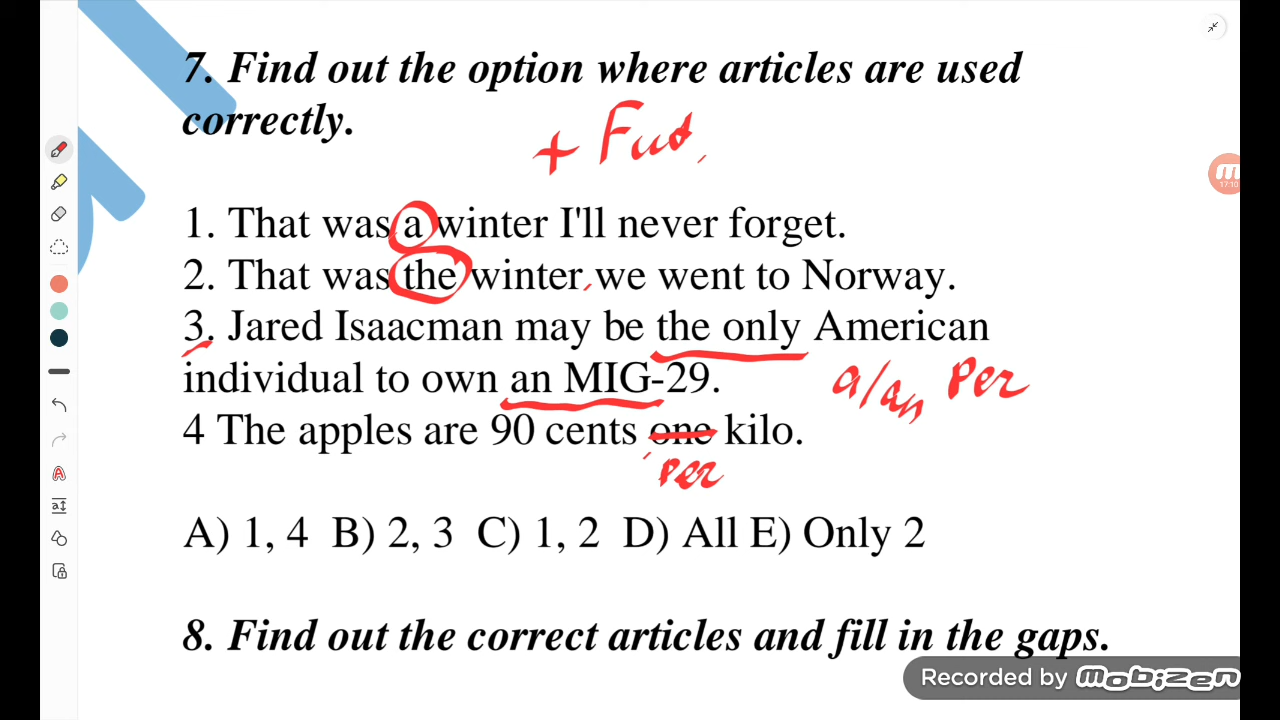 7. Find out the option where articles are used
correctly.
+ Fut,
1. That was a winter I'll never forget.
2. That was the winter we went to Norway.
3. Jared Isaacman may be the only American
individual to own an MIG-29.
a/an per
4 The apples are 90 cents one kilo.
per
A) 1, 4 B) 2, 3 C) 1, 2 D) All E) Only 2
8. Find out the correct articles and fill in the gaps.
Recorded by mobizen
17:10